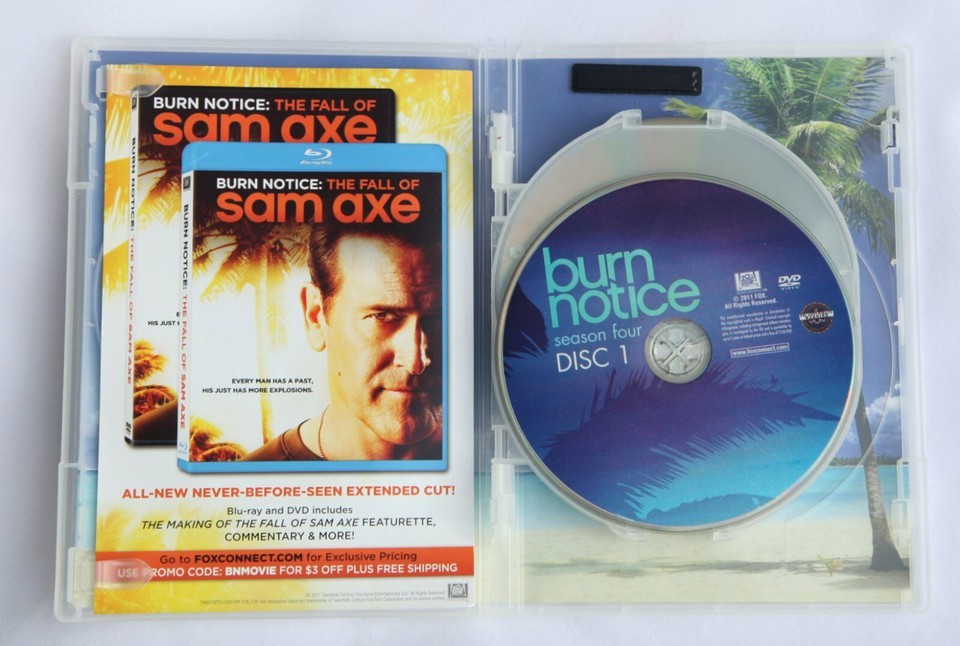 BURN NOTICE: THE FALL OF
sam axe
BURN NOTICE: THE FALL OF SAM AXE
HIS JUST
Blu-ray Disc
BURN NOTICE: THE FALL OF
sam axe
BURN NOTICE: THE FALL OF SAM AXE
EVERY MAN HAS A PAST,
HIS JUST HAS MORE EXPLOSIONS.
ALL-NEW NEVER-BEFORE-SEEN EXTENDED CUT!
Blu-ray and DVD includes
THE MAKING OF THE FALL OF SAM AXE FEATURETTE,
COMMENTARY & MORE!
Go to FOXCONNECT.COM for Exclusive Pricing
USE PROMO CODE: BNMOVIE FOR $3 OFF PLUS FREE SHIPPING
burn
notice
season four
DISC 1
DVD
VIDEO
© 2011 FOX.
All Rights Reserved.
www.foxconnect.com